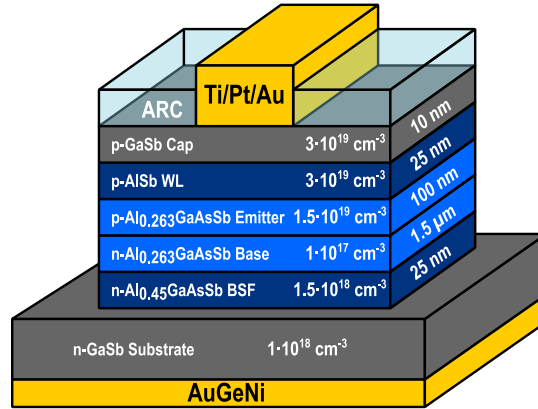 Ti/Pt/Au
ARC
p-GaSb Cap 3·10¹⁹ cm⁻³ 10 nm
p-AlSb WL 3·10¹⁹ cm⁻³ 25 nm
p-Al₀.₂₆₃GaAsSb Emitter 1.5·10¹⁹ cm⁻³ 100 nm
n-Al₀.₂₆₃GaAsSb Base 1·10¹⁷ cm⁻³ 1.5 µm
n-Al₀.₄₅GaAsSb BSF 1.5·10¹⁸ cm⁻³ 25 nm
n-GaSb Substrate 1·10¹⁸ cm⁻³
AuGeNi